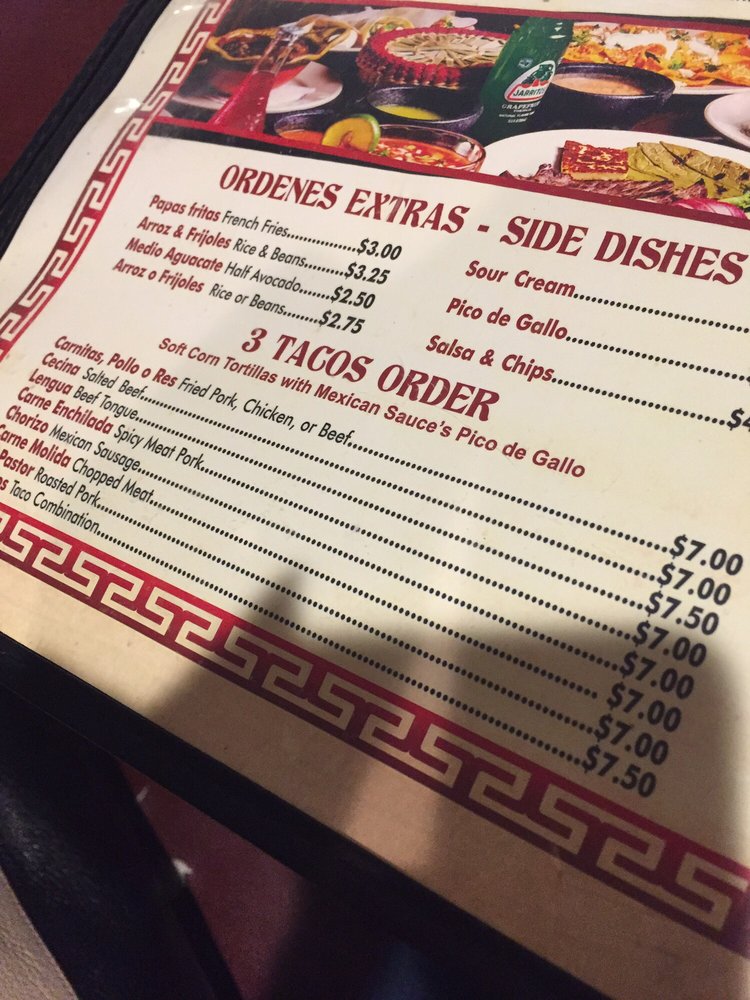 JARRITOS
GRAPEFRUIT
ORDENES EXTRAS - SIDE DISHES
Papas fritas French Fries................$3.00
Arroz & Frijoles Rice & Beans.........$3.25
Medio Aguacate Half Avocado.......$2.50
Arroz o Frijoles Rice or Beans........$2.75
Sour Cream
Pico de Gallo
Salsa & Chips
3 TACOS ORDER
Soft Corn Tortillas with Mexican Sauce's Pico de Gallo
Carnitas, Pollo o Res Fried Pork, Chicken, or Beef $7.00
Cecina Salted Beef $7.00
Lengua Beef Tongue $7.50
Carne Enchilada Spicy Meat Pork $7.00
Chorizo Mexican Sausage $7.00
Carne Molida Chopped Meat $7.00
Pastor Roasted Pork $7.00
Taco Combination $7.50